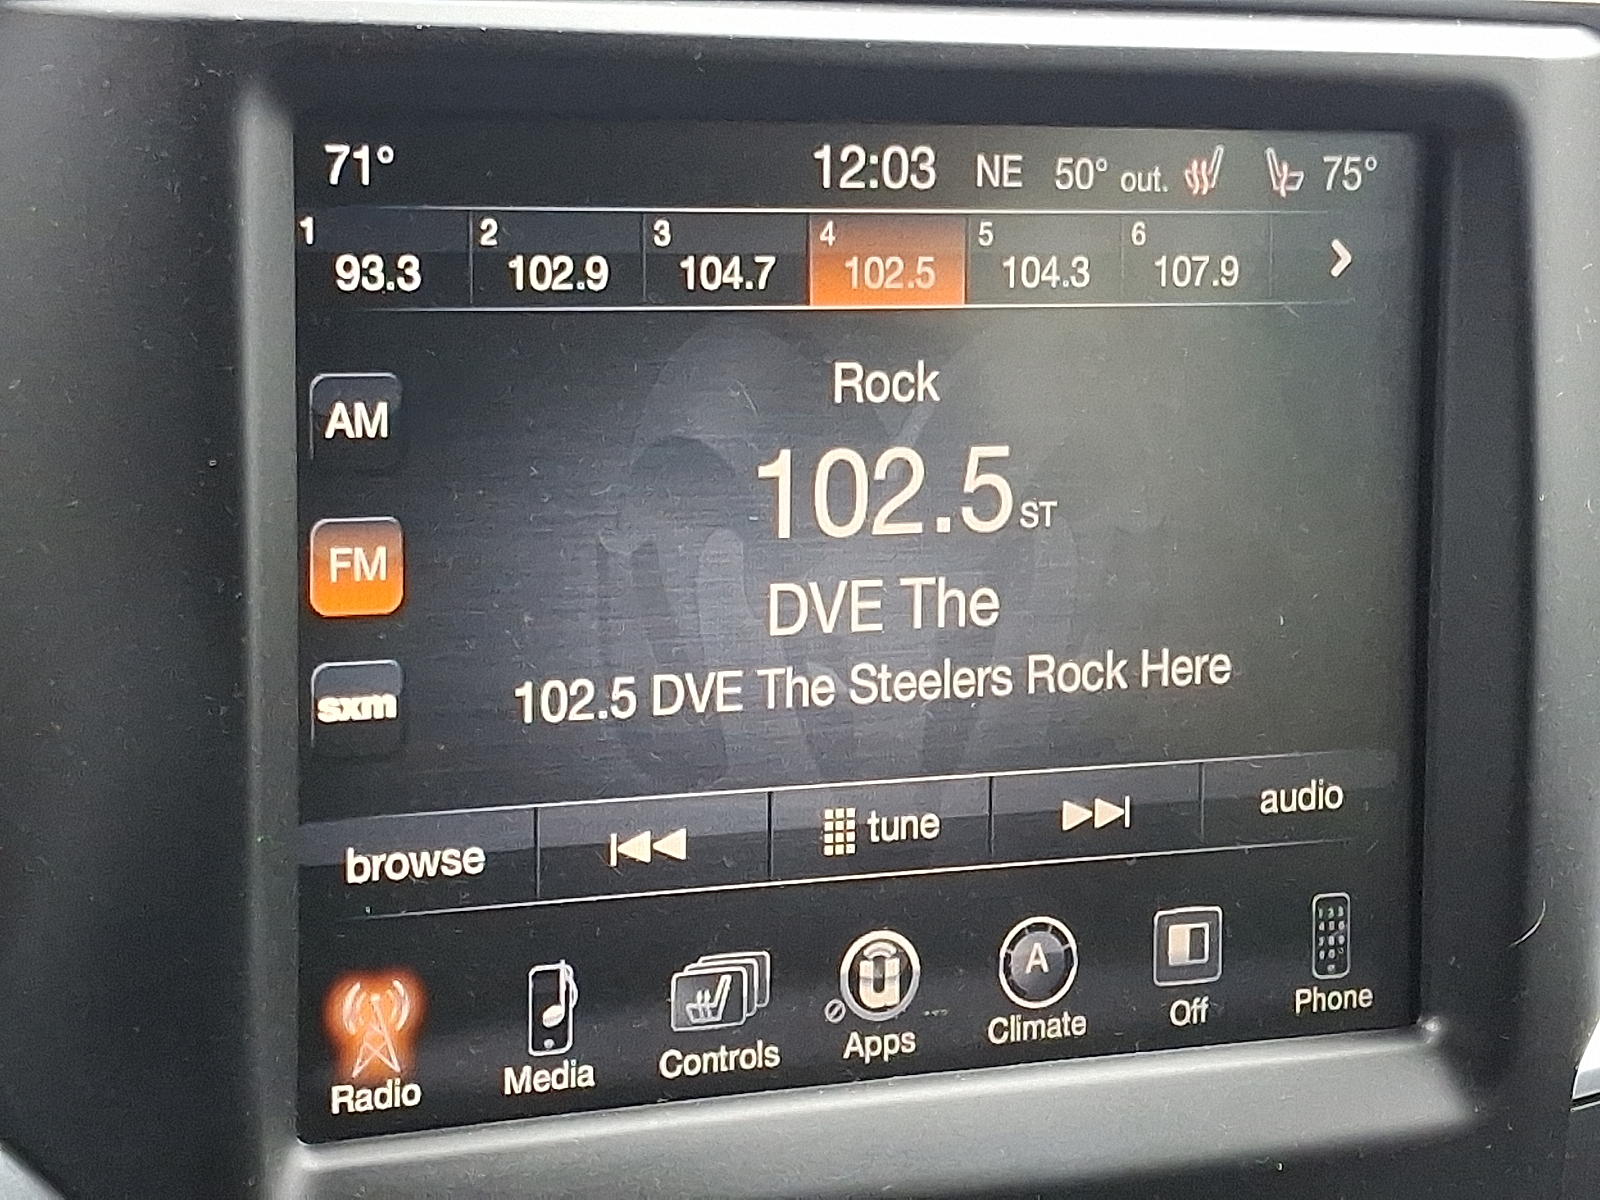 71° 12:03 NE 50° out. 75°
1 2 3 4 5 6
93.3 102.9 104.7 102.5 104.3 107.9
Rock
AM
102.5 ST
FM
DVE The
102.5 DVE The Steelers Rock Here
sxm
browse tune audio
u A
Radio Media Controls Apps Climate Off Phone